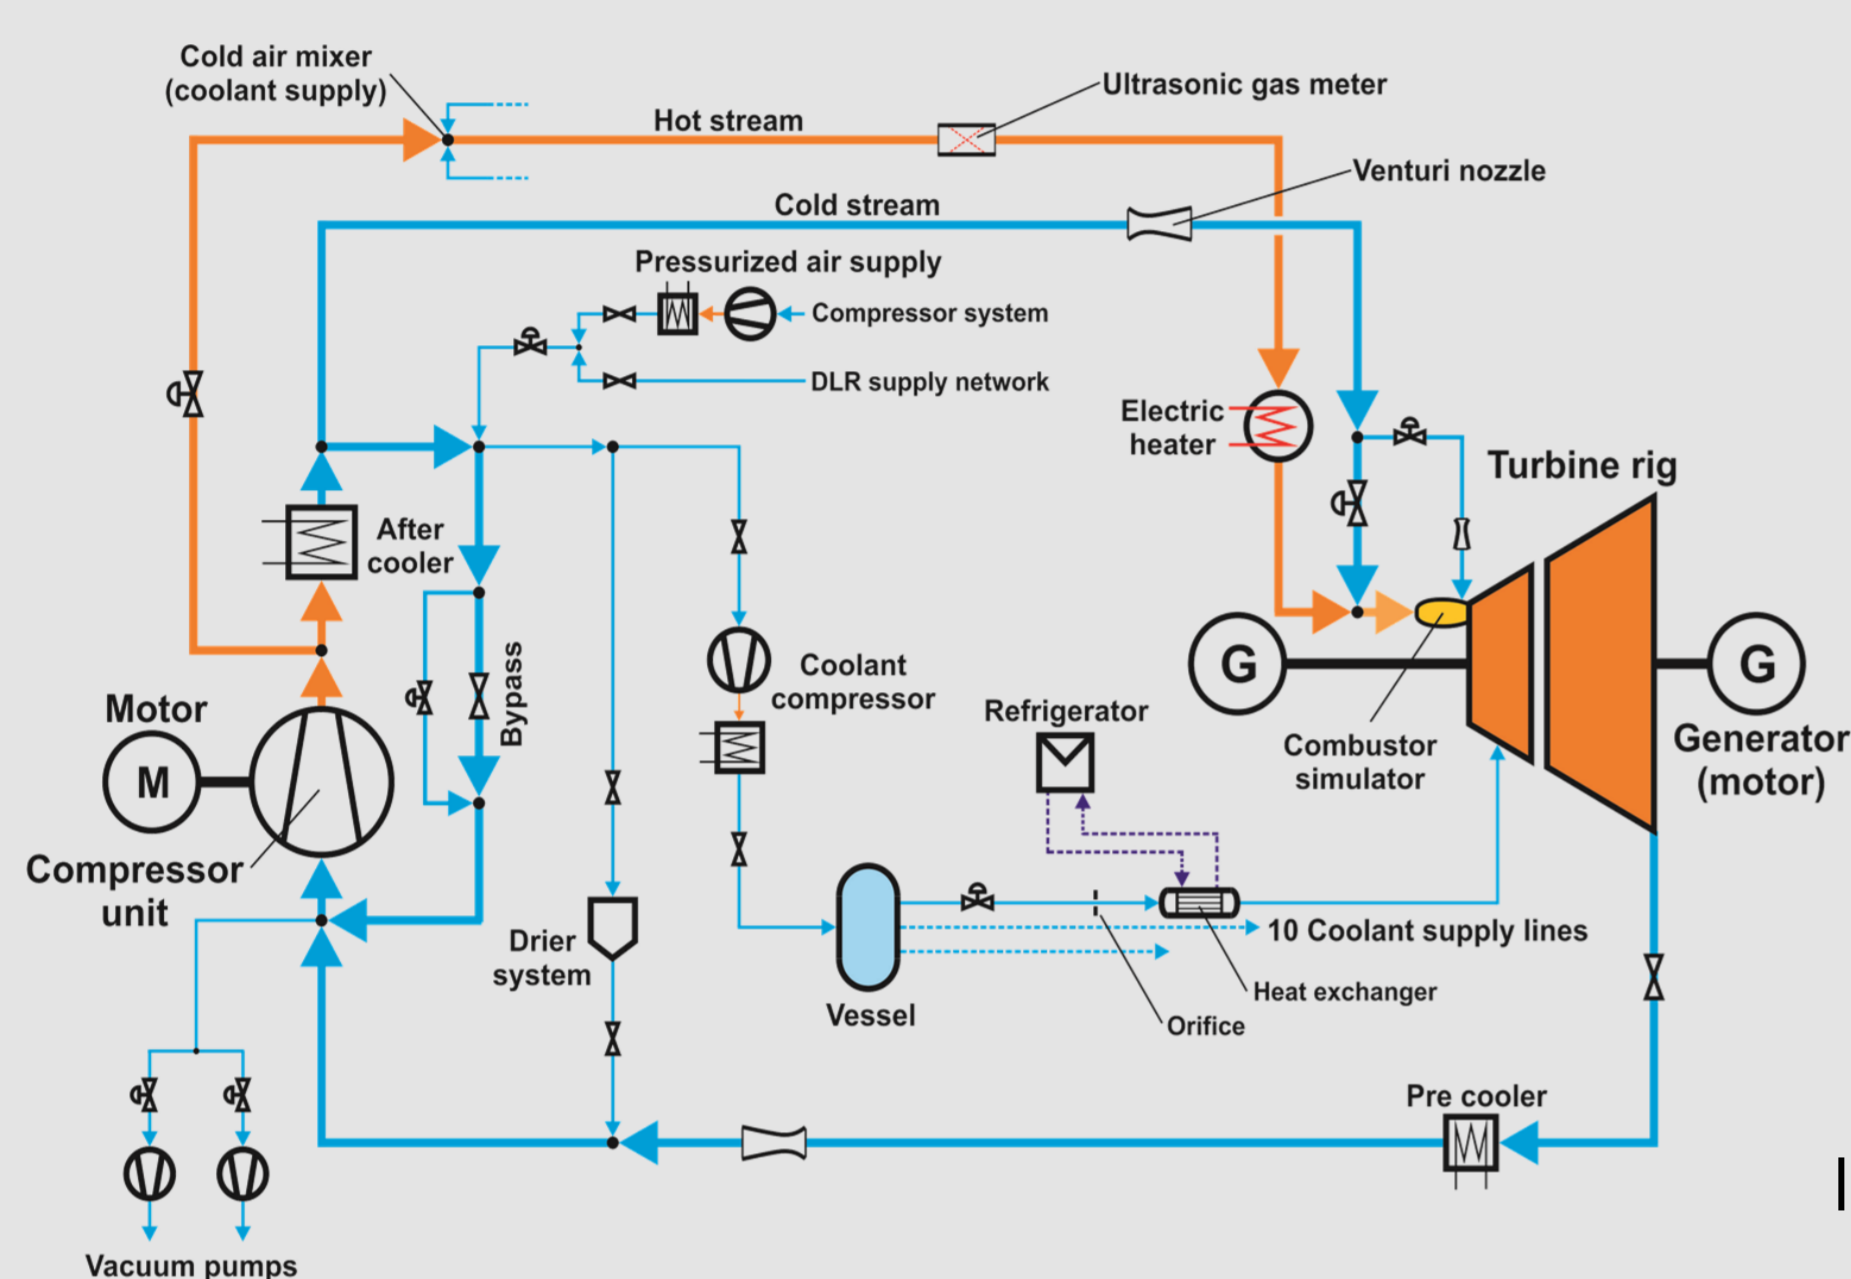 Cold air mixer
(coolant supply)
Hot stream
Ultrasonic gas meter
Venturi nozzle
Cold stream
Pressurized air supply
Compressor system
DLR supply network
Electric
heater
Turbine rig
After
cooler
Bypass
Coolant
compressor
Motor
M
Compressor
unit
Refrigerator
G
G
Combustor
simulator
Generator
(motor)
Drier
system
Vessel
10 Coolant supply lines
Heat exchanger
Orifice
Pre cooler
Vacuum pumps